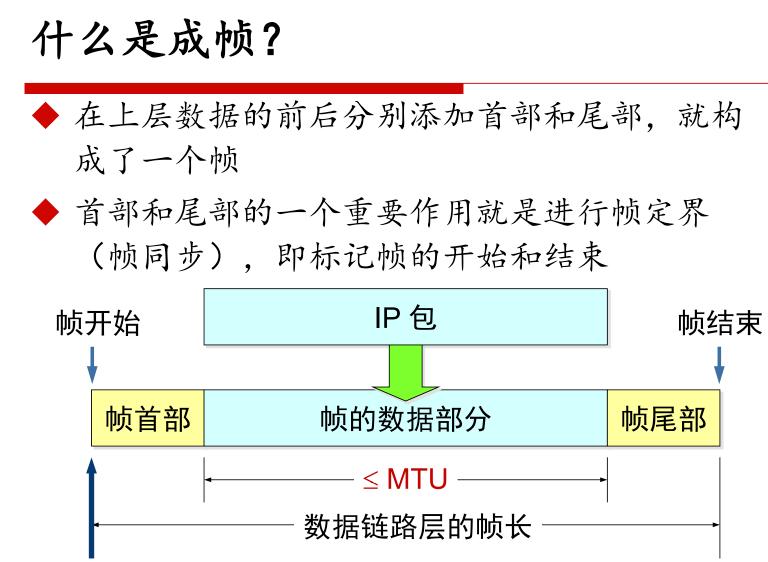 什么是成帧？
在上层数据的前后分别添加首部和尾部，就构
成了一个帧
首部和尾部的一个重要作用就是进行帧定界
（帧同步），即标记帧的开始和结束
IP 包
帧开始
帧结束
帧首部
帧的数据部分
帧尾部
≤ MTU
数据链路层的帧长